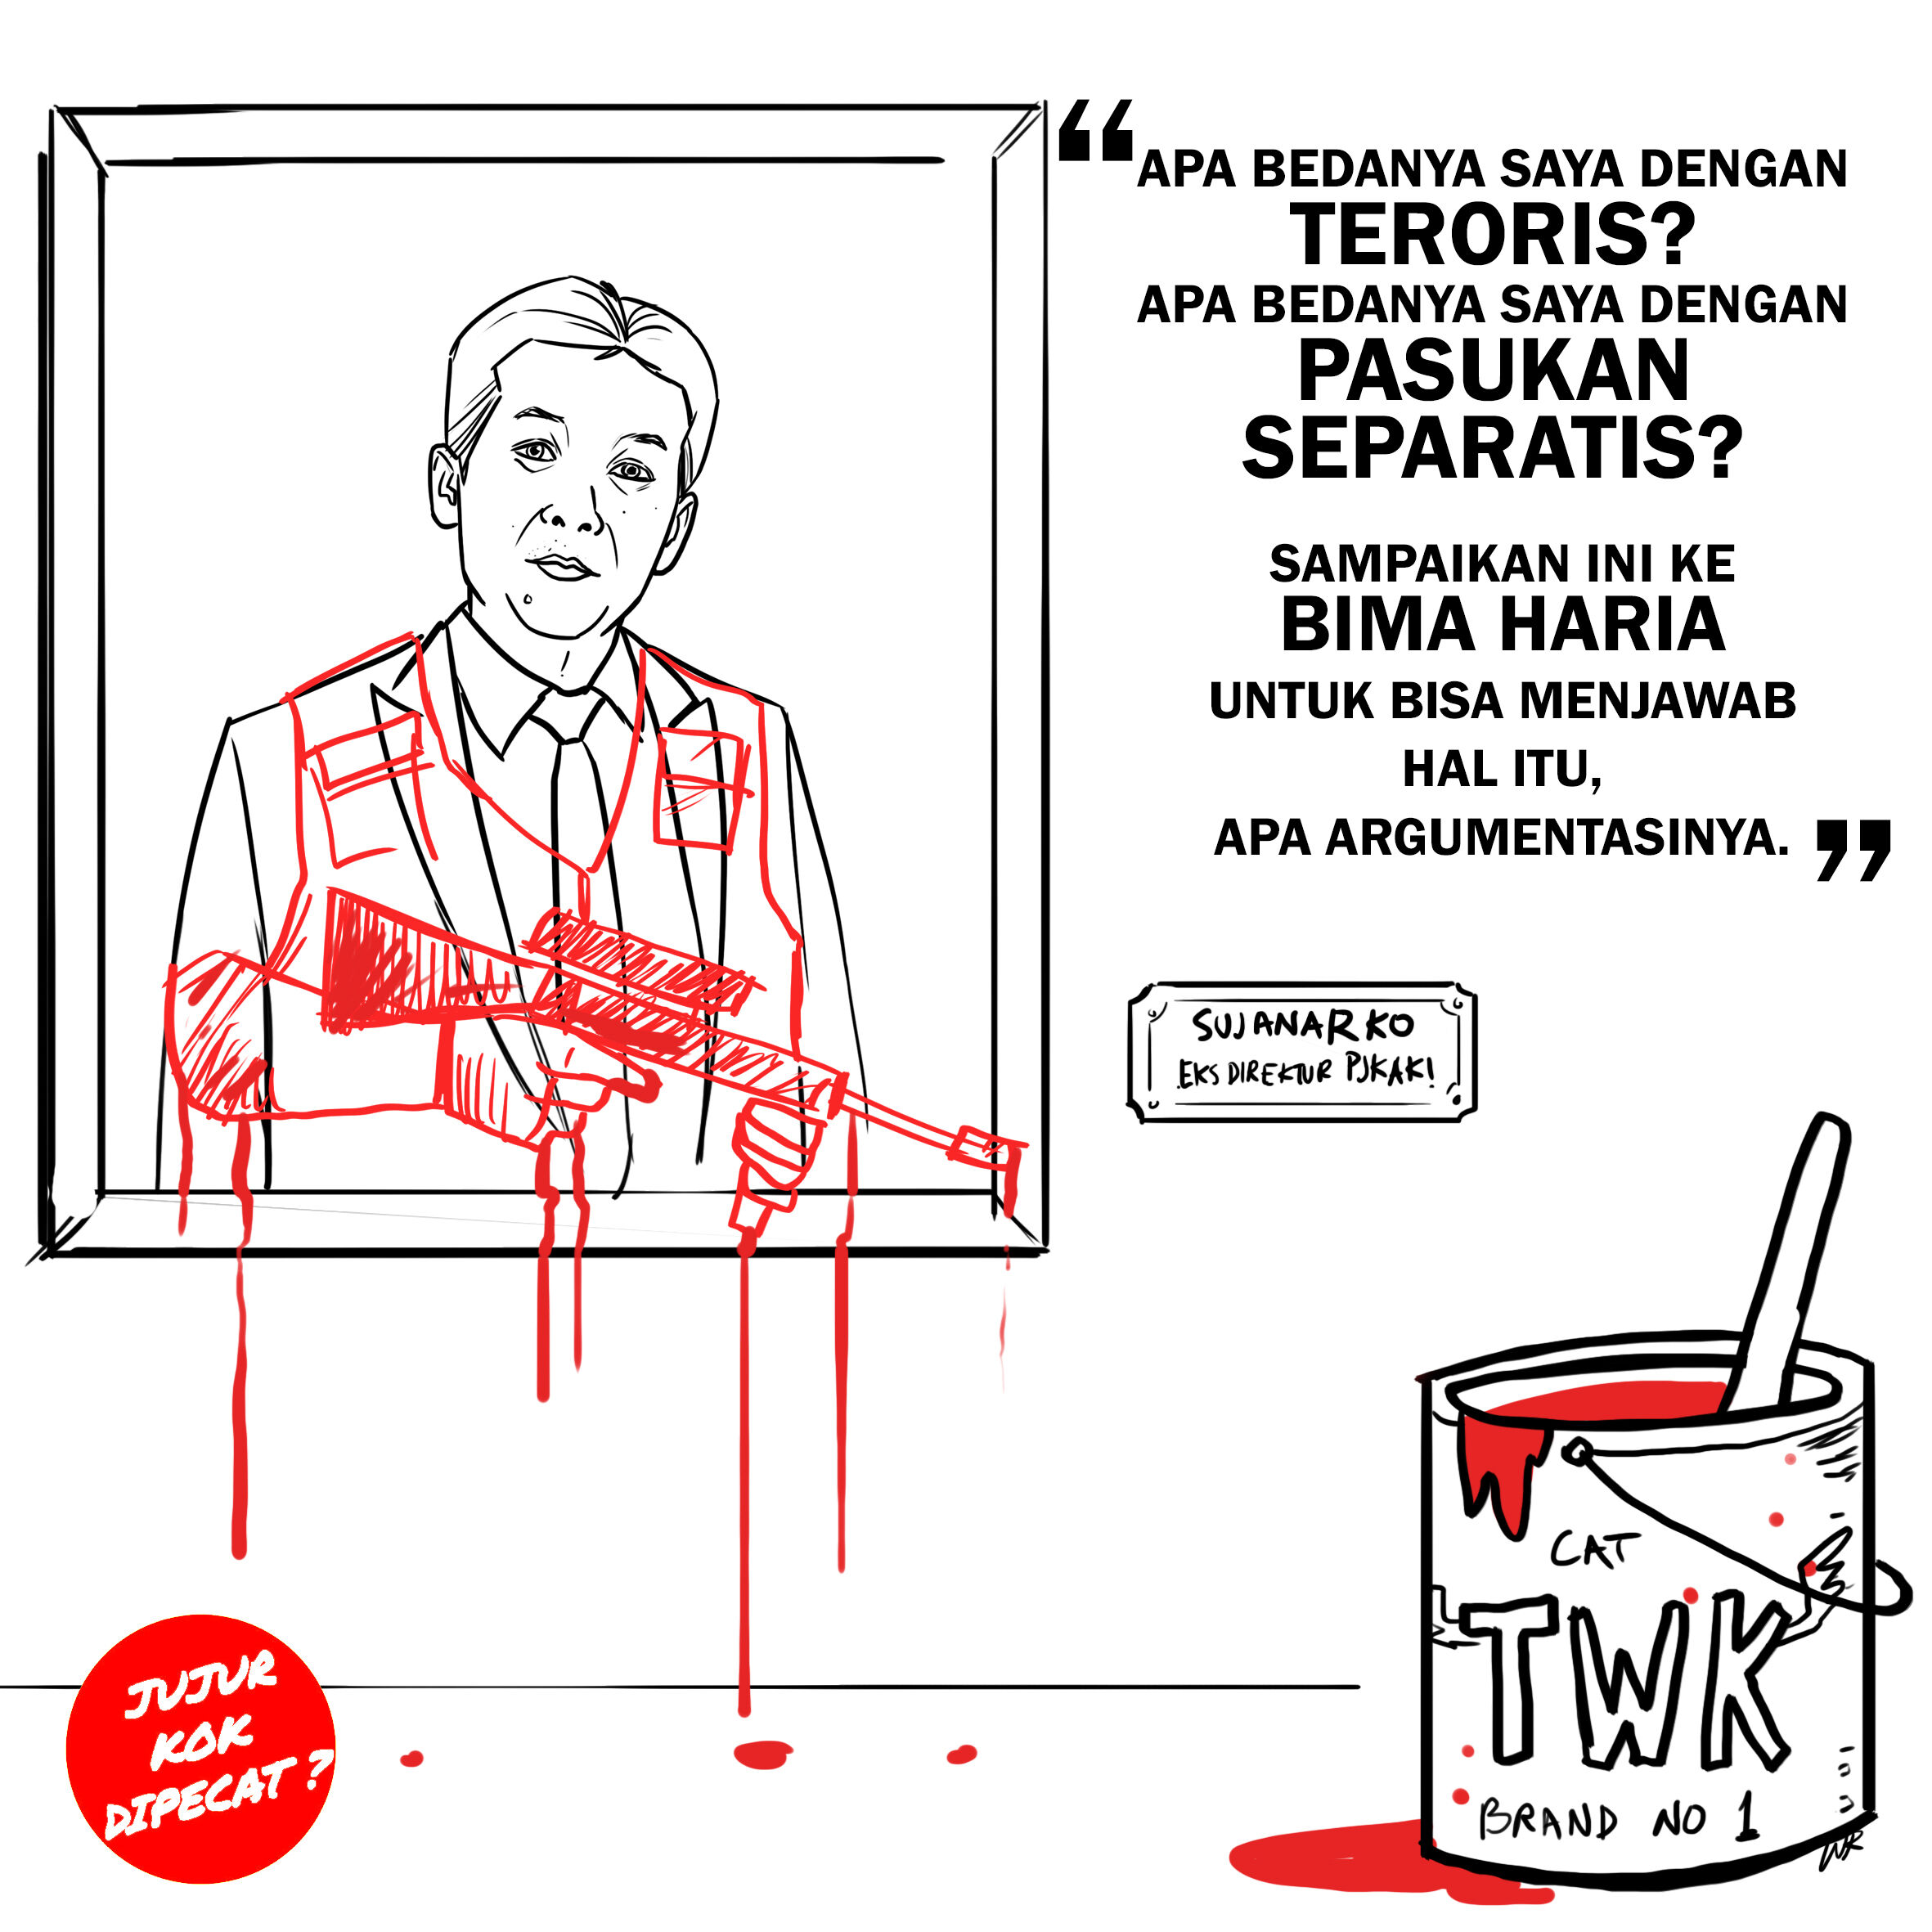 “APA BEDANYA SAYA DENGAN
TERORIS?
APA BEDANYA SAYA DENGAN
PASUKAN
SEPARATIS?
SAMPAIKAN INI KE
BIMA HARIA
UNTUK BISA MENJAWAB
HAL ITU,
APA ARGUMENTASINYA.”
SUJANARKO
EKS DIREKTUR PJKAK!
CAT
TWK
BRAND NO 1
JUJUR
KOK
DIPECAT?